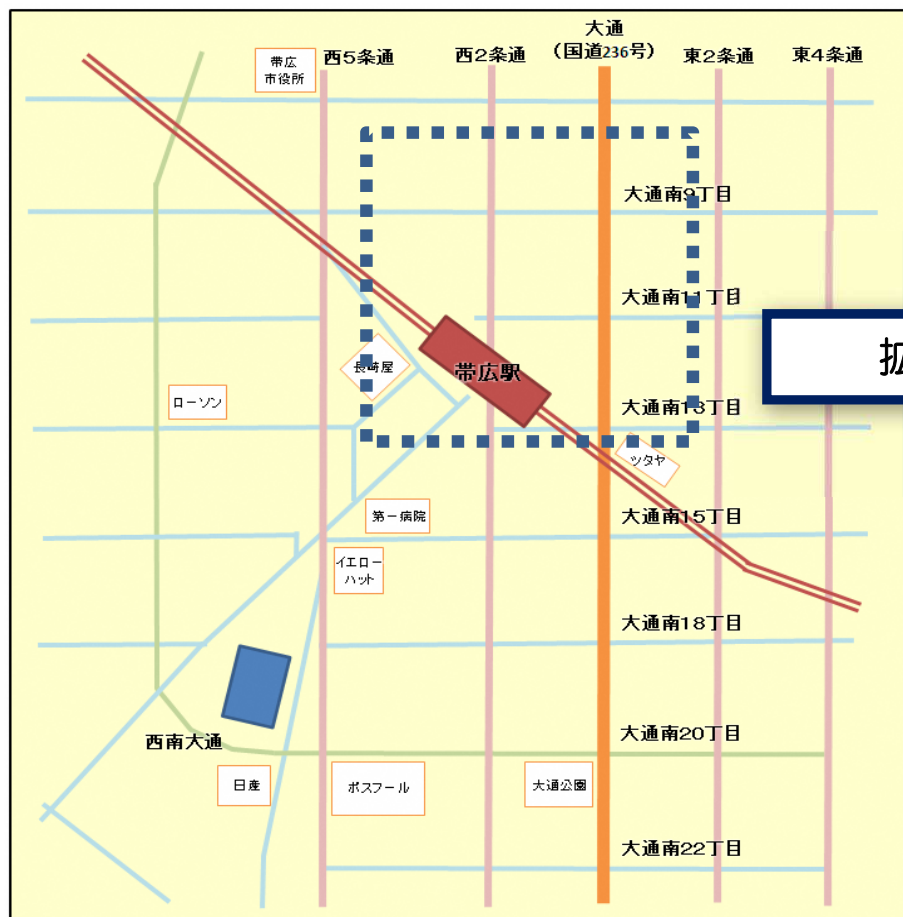 大通
(国道236号)
西5条通
西2条通
東2条通
東4条通
帯広
市役所
大通南9丁目
大通南11丁目
拡
長崎屋
帯広駅
ローソン
大通南13丁目
ツタヤ
第一病院
大通南15丁目
イエロー
ハット
大通南18丁目
西南大通
大通南20丁目
日産
ポスフール
大通公園
大通南22丁目